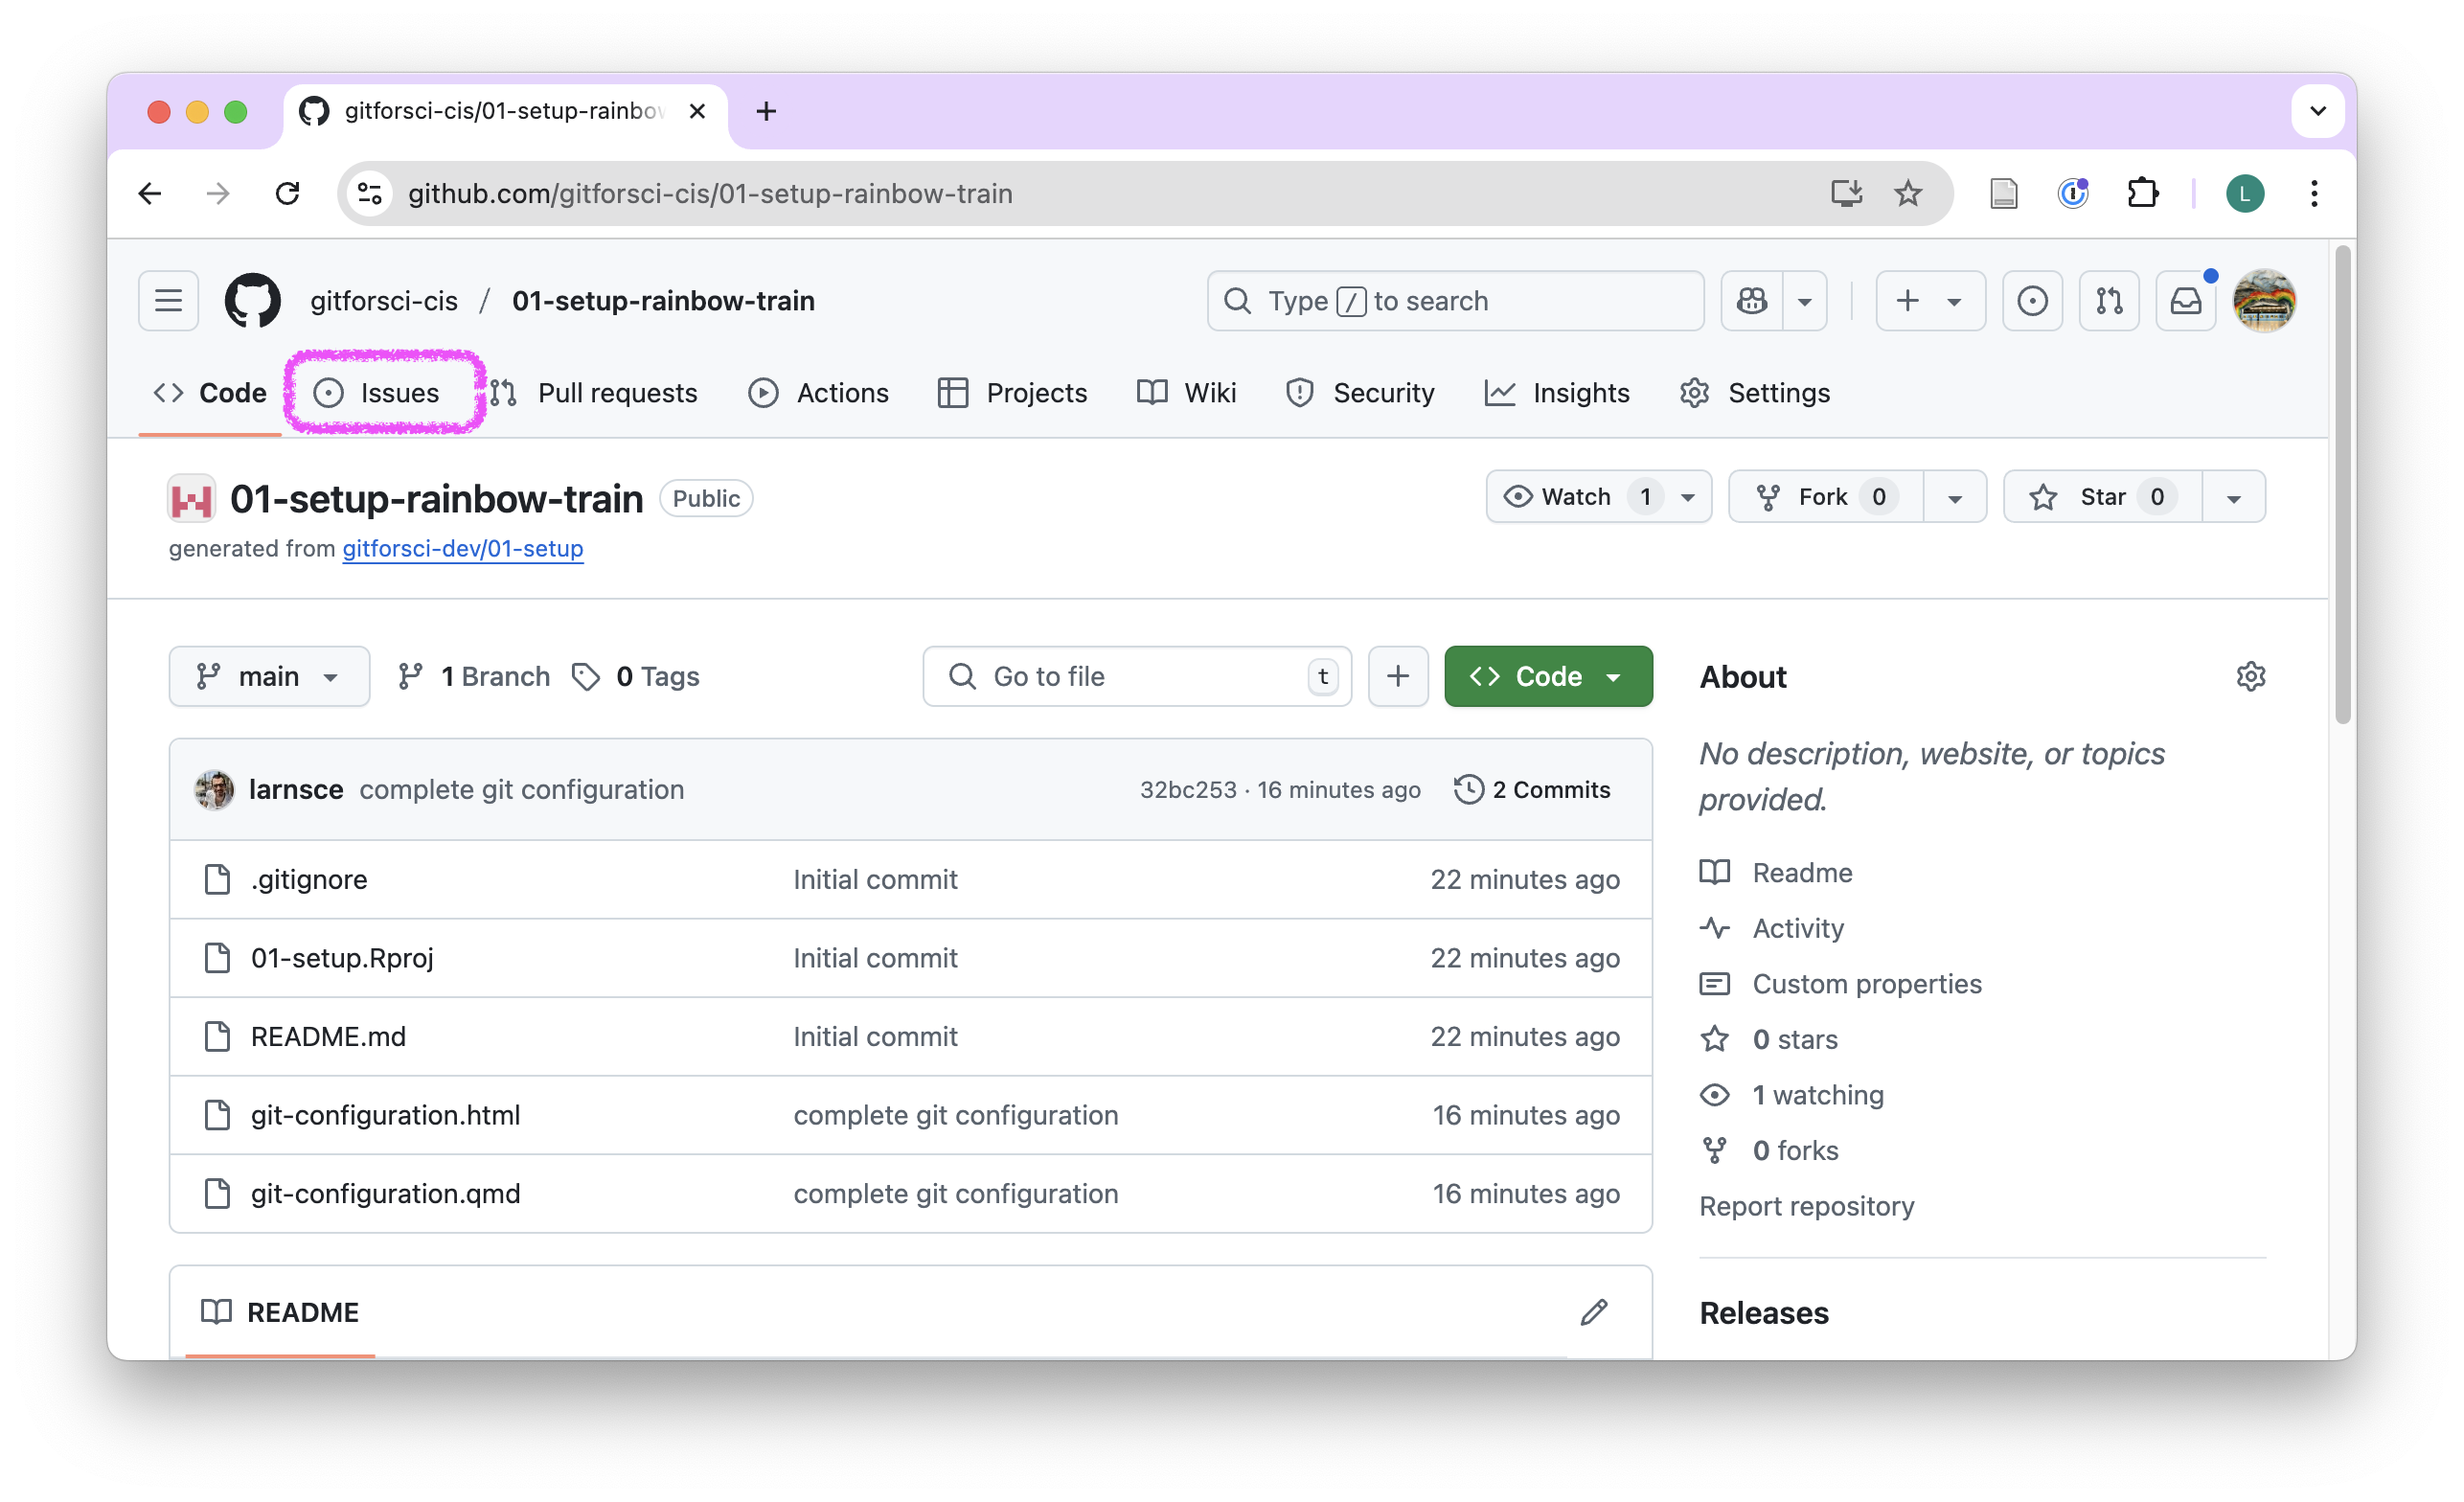 gitforsci-cis/01-setup-rainbow
github.com/gitforsci-cis/01-setup-rainbow-train
L
gitforsci-cis / 01-setup-rainbow-train
Type / to search
Code Issues Pull requests Actions Projects Wiki Security Insights Settings
01-setup-rainbow-train Public
Watch 1 Fork 0 Star 0
generated from gitforsci-dev/01-setup
main 1 Branch 0 Tags Go to file t + Code
larnsce complete git configuration 32bc253 · 16 minutes ago 2 Commits
.gitignore Initial commit 22 minutes ago
01-setup.Rproj Initial commit 22 minutes ago
README.md Initial commit 22 minutes ago
git-configuration.html complete git configuration 16 minutes ago
git-configuration.qmd complete git configuration 16 minutes ago
README
About
No description, website, or topics
provided.
Readme
Activity
Custom properties
0 stars
1 watching
0 forks
Report repository
Releases